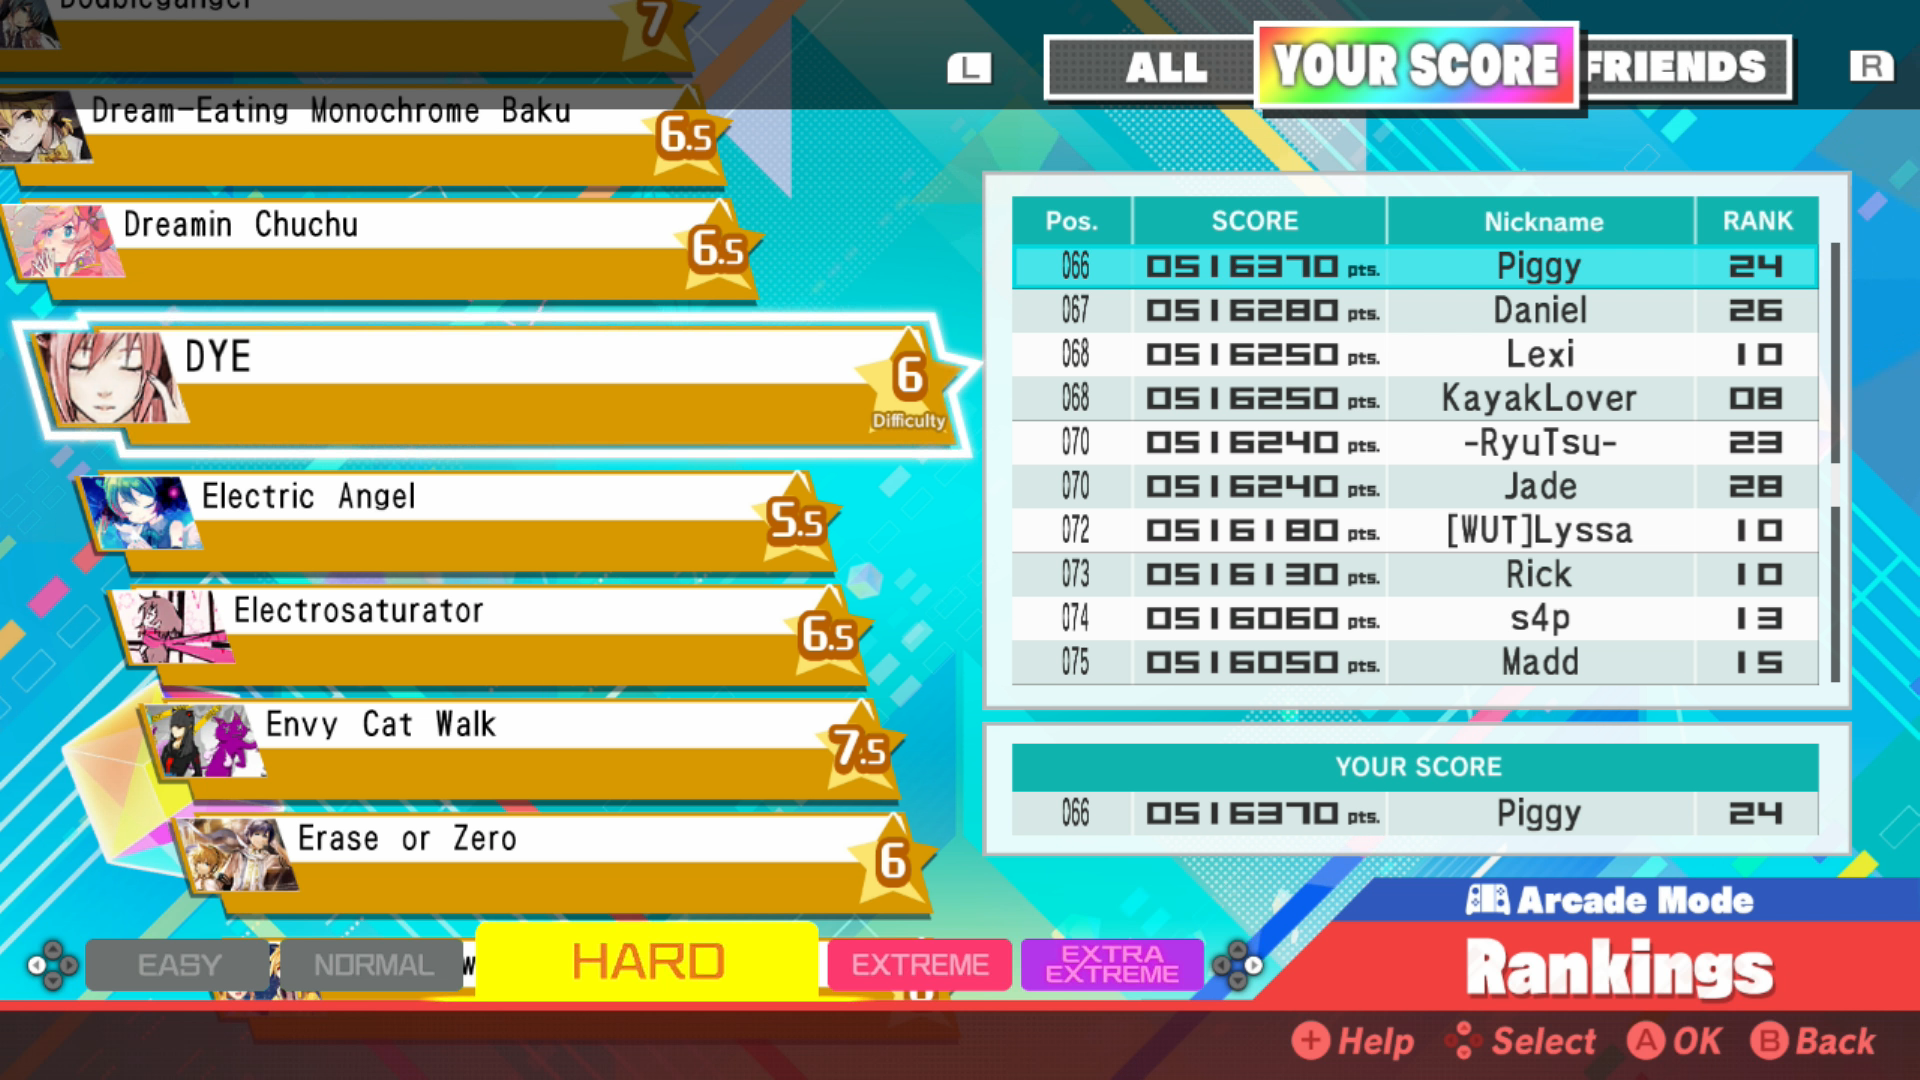 Doubleganger
7
Dream-Eating Monochrome Baku
6.5
Dreamin Chuchu
6.5
DYE
6
Difficulty
Electric Angel
5.5
Electrosaturator
6.5
Envy Cat Walk
7.5
Erase or Zero
6
L ALL YOUR SCORE FRIENDS R
Pos. SCORE Nickname RANK
066 0516370 pts. Piggy 24
067 0516280 pts. Daniel 26
068 0516250 pts. Lexi 10
068 0516250 pts. KayakLover 08
070 0516240 pts. -RyuTsu- 23
070 0516240 pts. Jade 28
072 0516180 pts. [WUT]Lyssa 10
073 0516130 pts. Rick 10
074 0516060 pts. s4p 13
075 0516050 pts. Madd 15
YOUR SCORE
066 0516370 pts. Piggy 24
Arcade Mode
Rankings
EASY NORMAL HARD EXTREME EXTRA EXTREME
+ Help Select A OK B Back